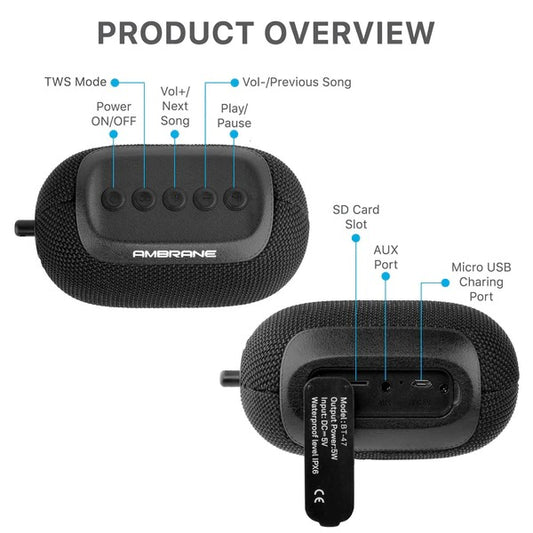 PRODUCT OVERVIEW
TWS Mode
Vol-/Previous Song
Vol+/
Next
Song
Power
ON/OFF
Play/
Pause
AMBRANE
SD Card
Slot
AUX
Port
Micro USB
Charing
Port
Model:BT-47
Output Power:5W
Input:DC⎓5V
Waterproof level IPX6
CE